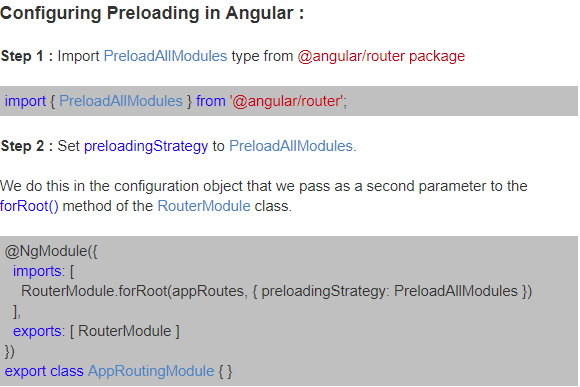 Configuring Preloading in Angular :
Step 1 : Import PreloadAllModules type from @angular/router package
import { PreloadAllModules } from '@angular/router';
Step 2 : Set preloadingStrategy to PreloadAllModules.
We do this in the configuration object that we pass as a second parameter to the
forRoot() method of the RouterModule class.
@NgModule({
  imports: [
    RouterModule.forRoot(appRoutes, { preloadingStrategy: PreloadAllModules })
  ],
  exports: [ RouterModule ]
})
export class AppRoutingModule { }